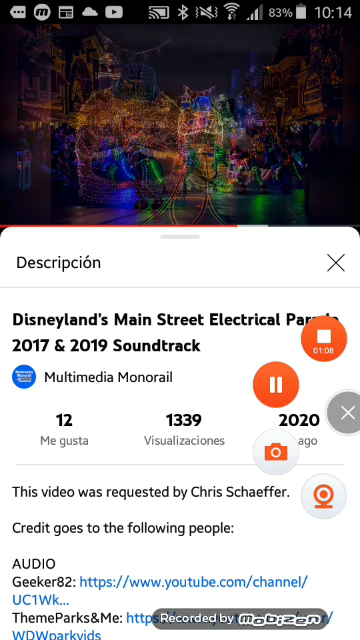 83% 10:14
Descripción
Disneyland's Main Street Electrical Parade
2017 & 2019 Soundtrack
01:08
Multimedia Monorail
12
Me gusta
1339
Visualizaciones
2020
ago
This video was requested by Chris Schaeffer.
Credit goes to the following people:
AUDIO
Geeker82: https://www.youtube.com/channel/
UC1Wk...
ThemeParks&Me: https
WDWparkvids
Recorded by mobizen